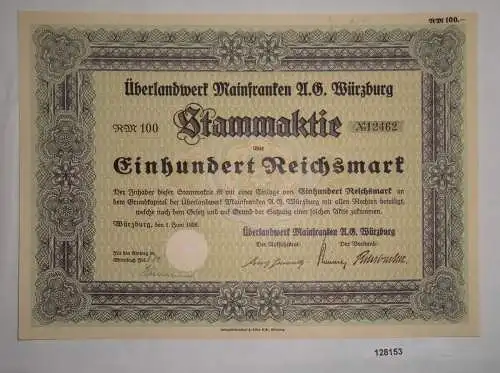 RM 100.—
Überlandwerk Mainfranken A.G. Würzburg
RM 100 Stammaktie № 12462
über
Einhundert Reichsmark
Der Inhaber dieser Stammaktie ist mit einer Einlage von Einhundert Reichsmark an
dem Grundkapital der Überlandwerk Mainfranken A.G. Würzburg mit allen Rechten beteiligt,
welche nach dem Gesetz und auf Grund der Satzung einer solchen Aktie zukommen.
Würzburg, den 1. Juni
Überlandwerk Mainfranken A.G. Würzburg
Der Aufsichtsrat: Der Vorstand:
128153